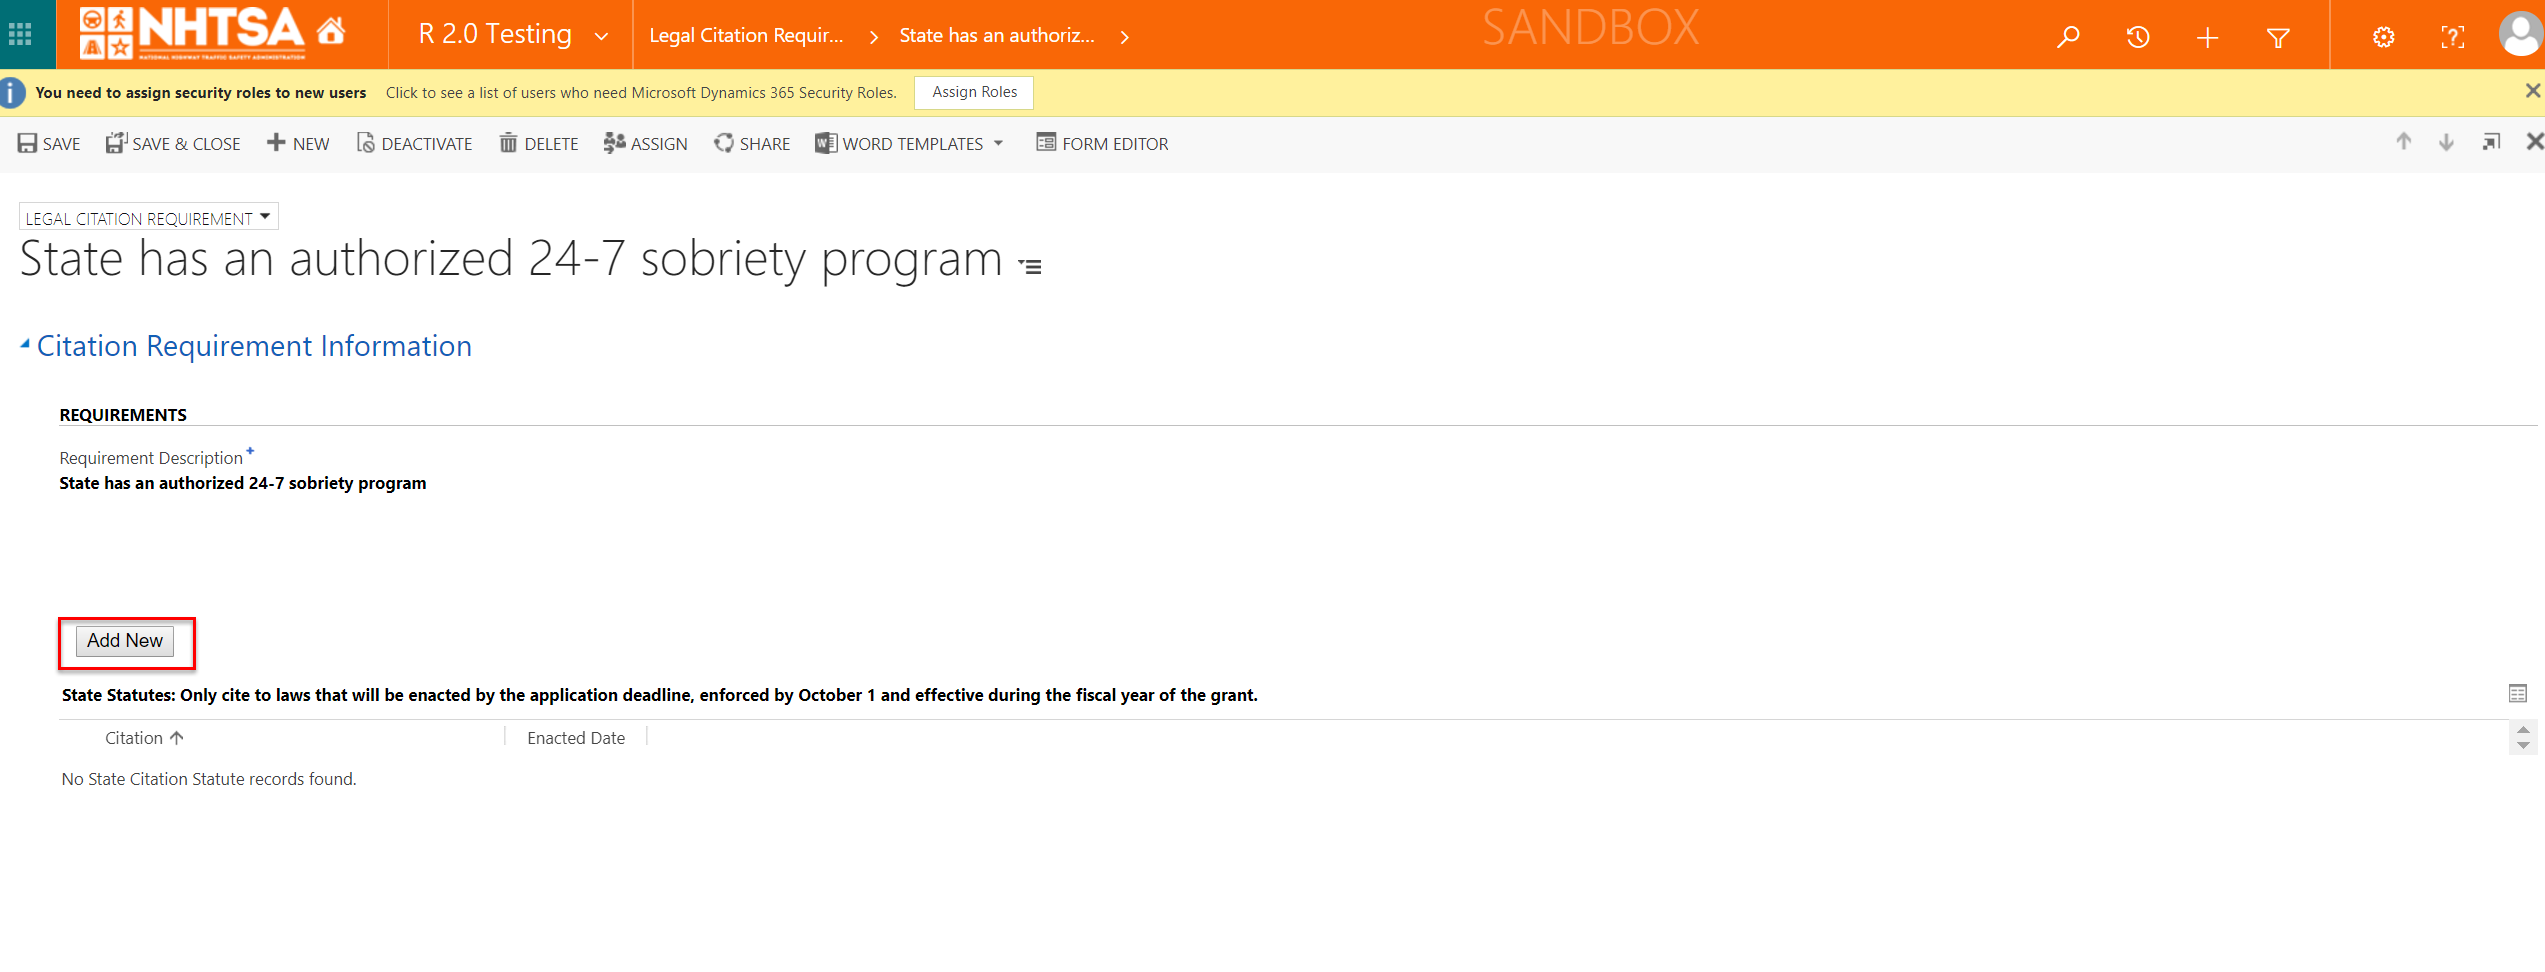 NHTSA
NATIONAL HIGHWAY TRAFFIC SAFETY ADMINISTRATION
R 2.0 Testing
Legal Citation Requir...
State has an authoriz...
SANDBOX
You need to assign security roles to new users Click to see a list of users who need Microsoft Dynamics 365 Security Roles. Assign Roles
SAVE SAVE & CLOSE NEW DEACTIVATE DELETE ASSIGN SHARE WORD TEMPLATES FORM EDITOR
LEGAL CITATION REQUIREMENT
State has an authorized 24-7 sobriety program
Citation Requirement Information
REQUIREMENTS
Requirement Description+
State has an authorized 24-7 sobriety program
Add New
State Statutes: Only cite to laws that will be enacted by the application deadline, enforced by October 1 and effective during the fiscal year of the grant.
Citation Enacted Date
No State Citation Statute records found.